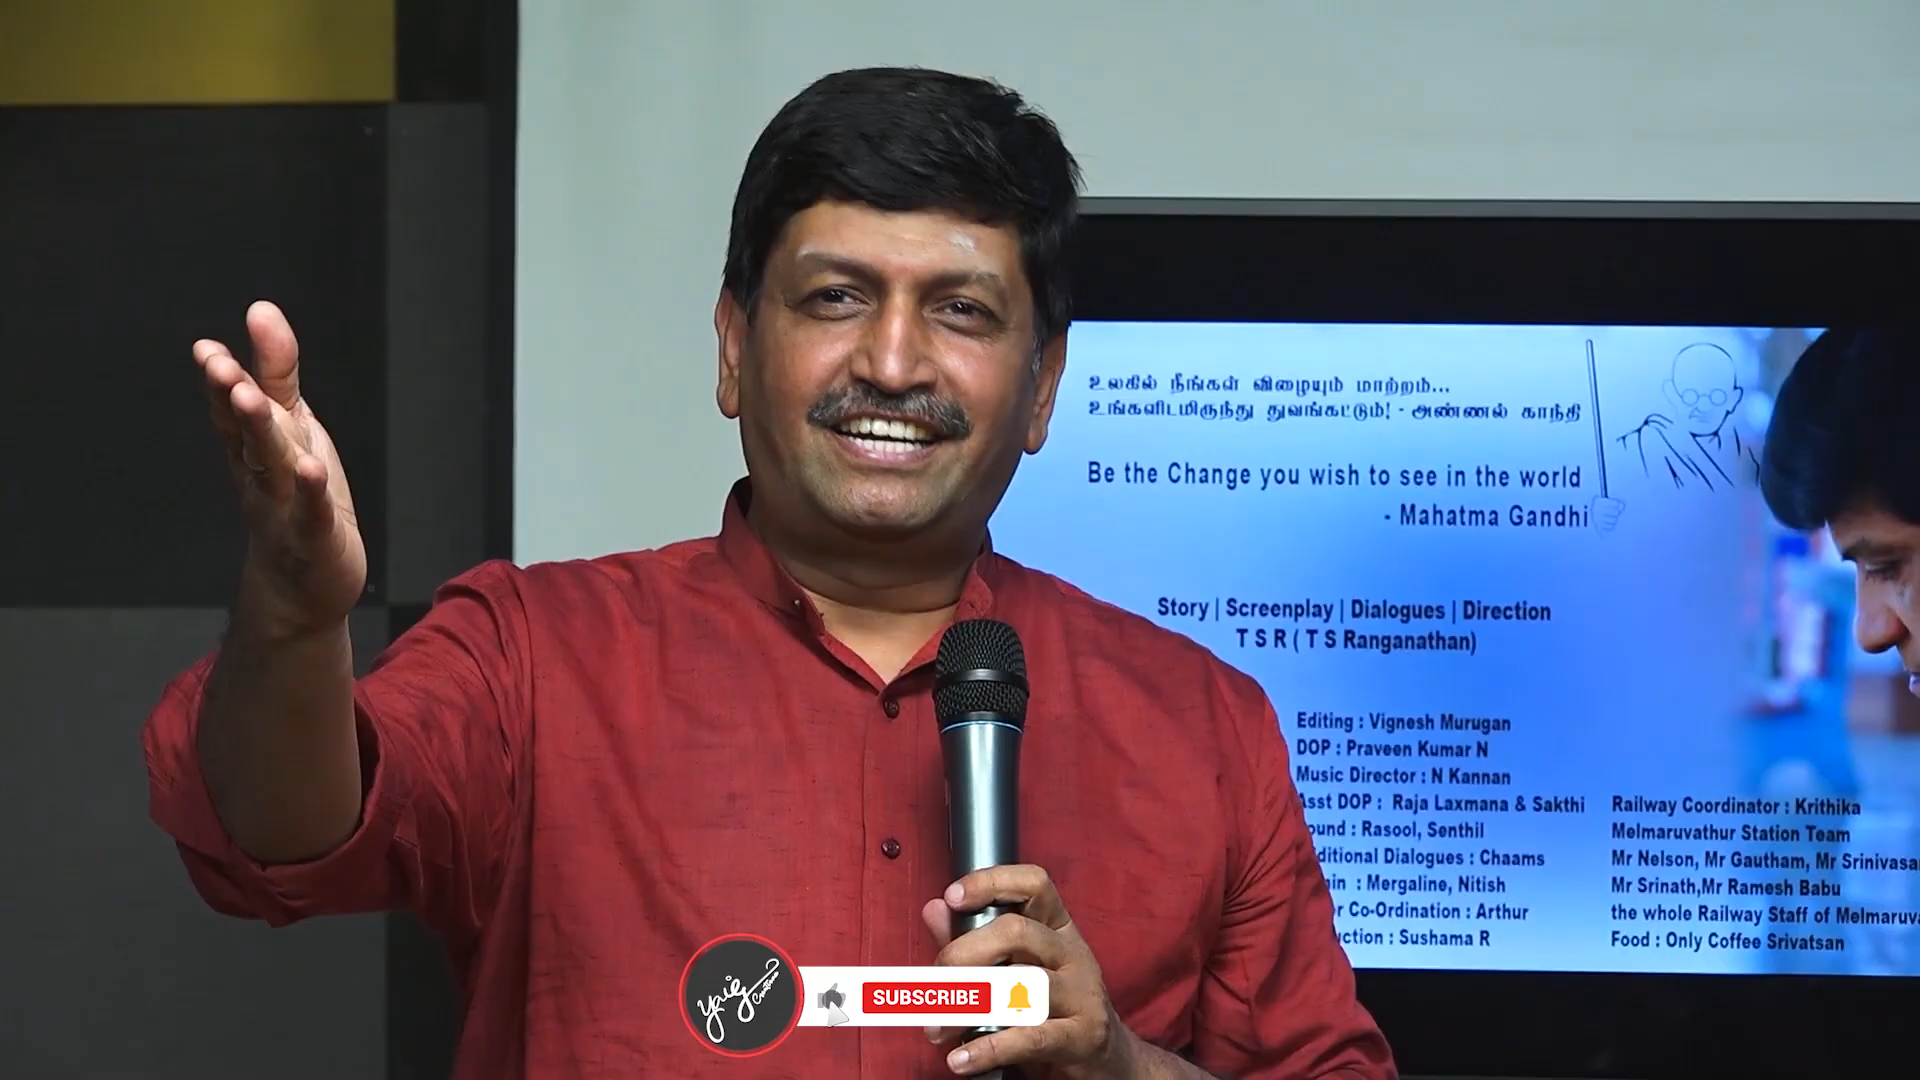 உலகில் நீங்கள் விழையும் மாற்றம்...
உங்களிடமிருந்து துவங்கட்டும்! - அண்ணல் காந்தி
Be the Change you wish to see in the world
- Mahatma Gandhi
Story | Screenplay | Dialogues | Direction
T S R ( T S Ranganathan)
Editing : Vignesh Murugan
DOP : Praveen Kumar N
Music Director : N Kannan
Asst DOP : Raja Laxmana & Sakthi
: Rasool, Senthil
Dialogues : Chaams
: Mergaline, Nitish
Co-Ordination : Arthur
: Sushama R
Railway Coordinator : Krithika
Melmaruvathur Station Team
Mr Nelson, Mr Gautham, Mr Srinivasa
Mr Srinath,Mr Ramesh Babu
the whole Railway Staff of Melmaruva
Food : Only Coffee Srivatsan
SUBSCRIBE